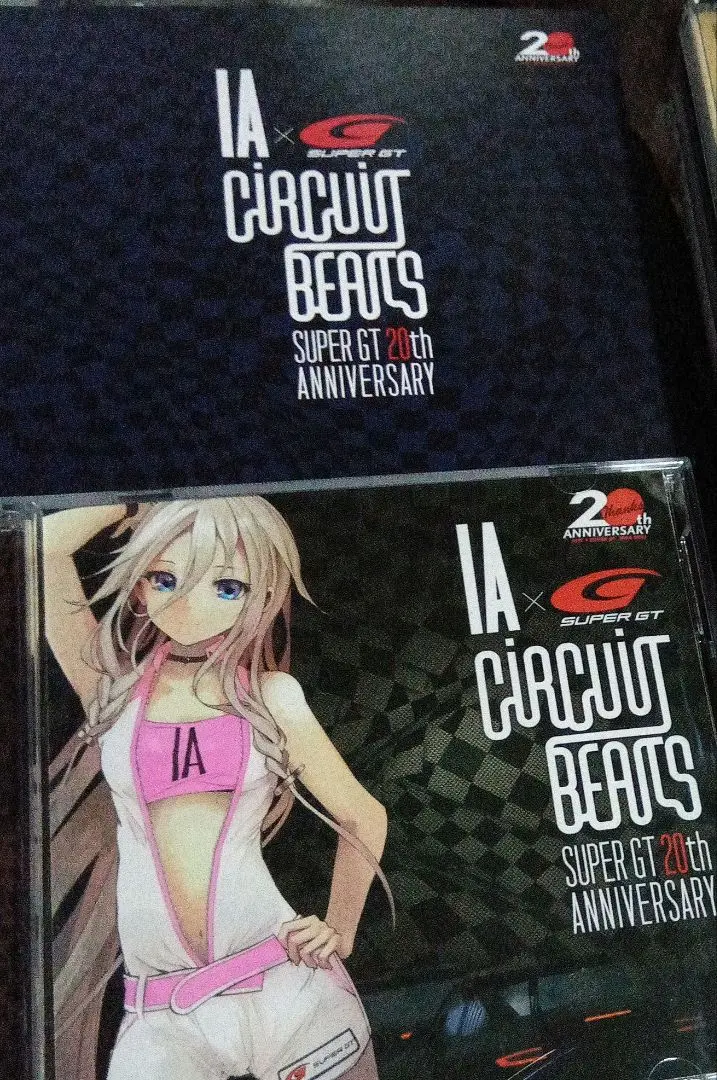 20th
ANNIVERSARY
IA × SUPER GT
CIRCUIT
BEATS
SUPER GT 20th
ANNIVERSARY
Thanks
20th
ANNIVERSARY
IA × SUPER GT
CIRCUIT
BEATS
SUPER GT 20th
ANNIVERSARY
IA
SUPER GT